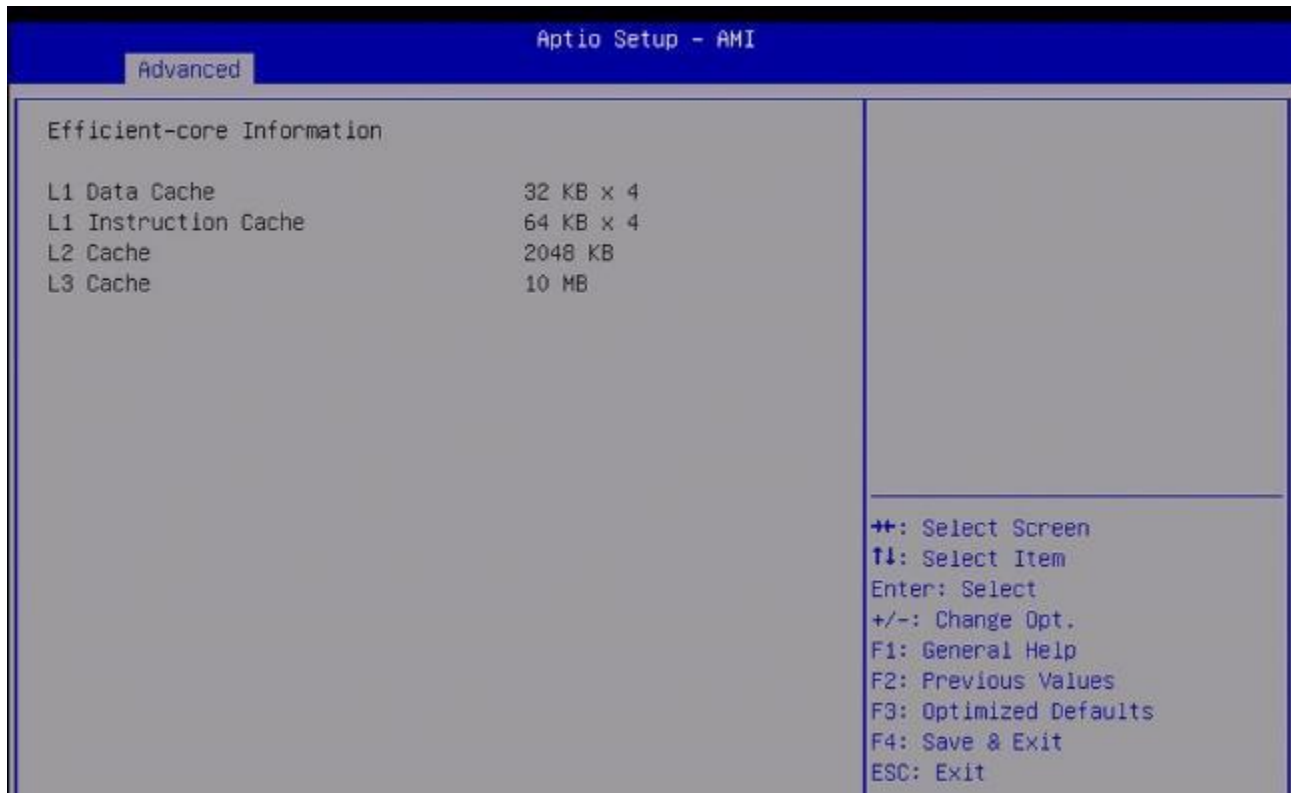 Aptio Setup - AMI
Advanced
Efficient-core Information
L1 Data Cache 32 KB x 4
L1 Instruction Cache 64 KB x 4
L2 Cache 2048 KB
L3 Cache 10 MB
→←: Select Screen
↑↓: Select Item
Enter: Select
+/-: Change Opt.
F1: General Help
F2: Previous Values
F3: Optimized Defaults
F4: Save & Exit
ESC: Exit